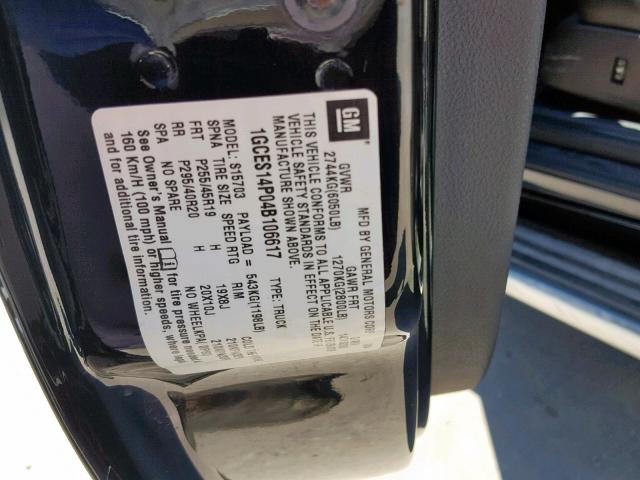 GM
MFD BY GENERAL MOTORS CORP
GVWR GAWR FRT
2744KG(6050LB) 1270KG(2800LB)
THIS VEHICLE CONFORMS TO ALL APPLICABLE U.S.
VEHICLE SAFETY STANDARDS IN EFFECT ON THE DATE
MANUFACTURE SHOWN ABOVE.
1GCES14P04B106617 TYPE: TRUCK
MODEL: S15703 PAYLOAD = 543KG(1198LB)
SPNA TIRE SIZE SPEED RTG RIM COLD
FRT P255/45R19 H 19X8J
RR P295/40R20 H 20X10J
SPA NO SPARE NO WHEEL
See Owner's Manual for tire pressure
160 Km/H (100 mph) or higher speeds, where
and for additional tire information.